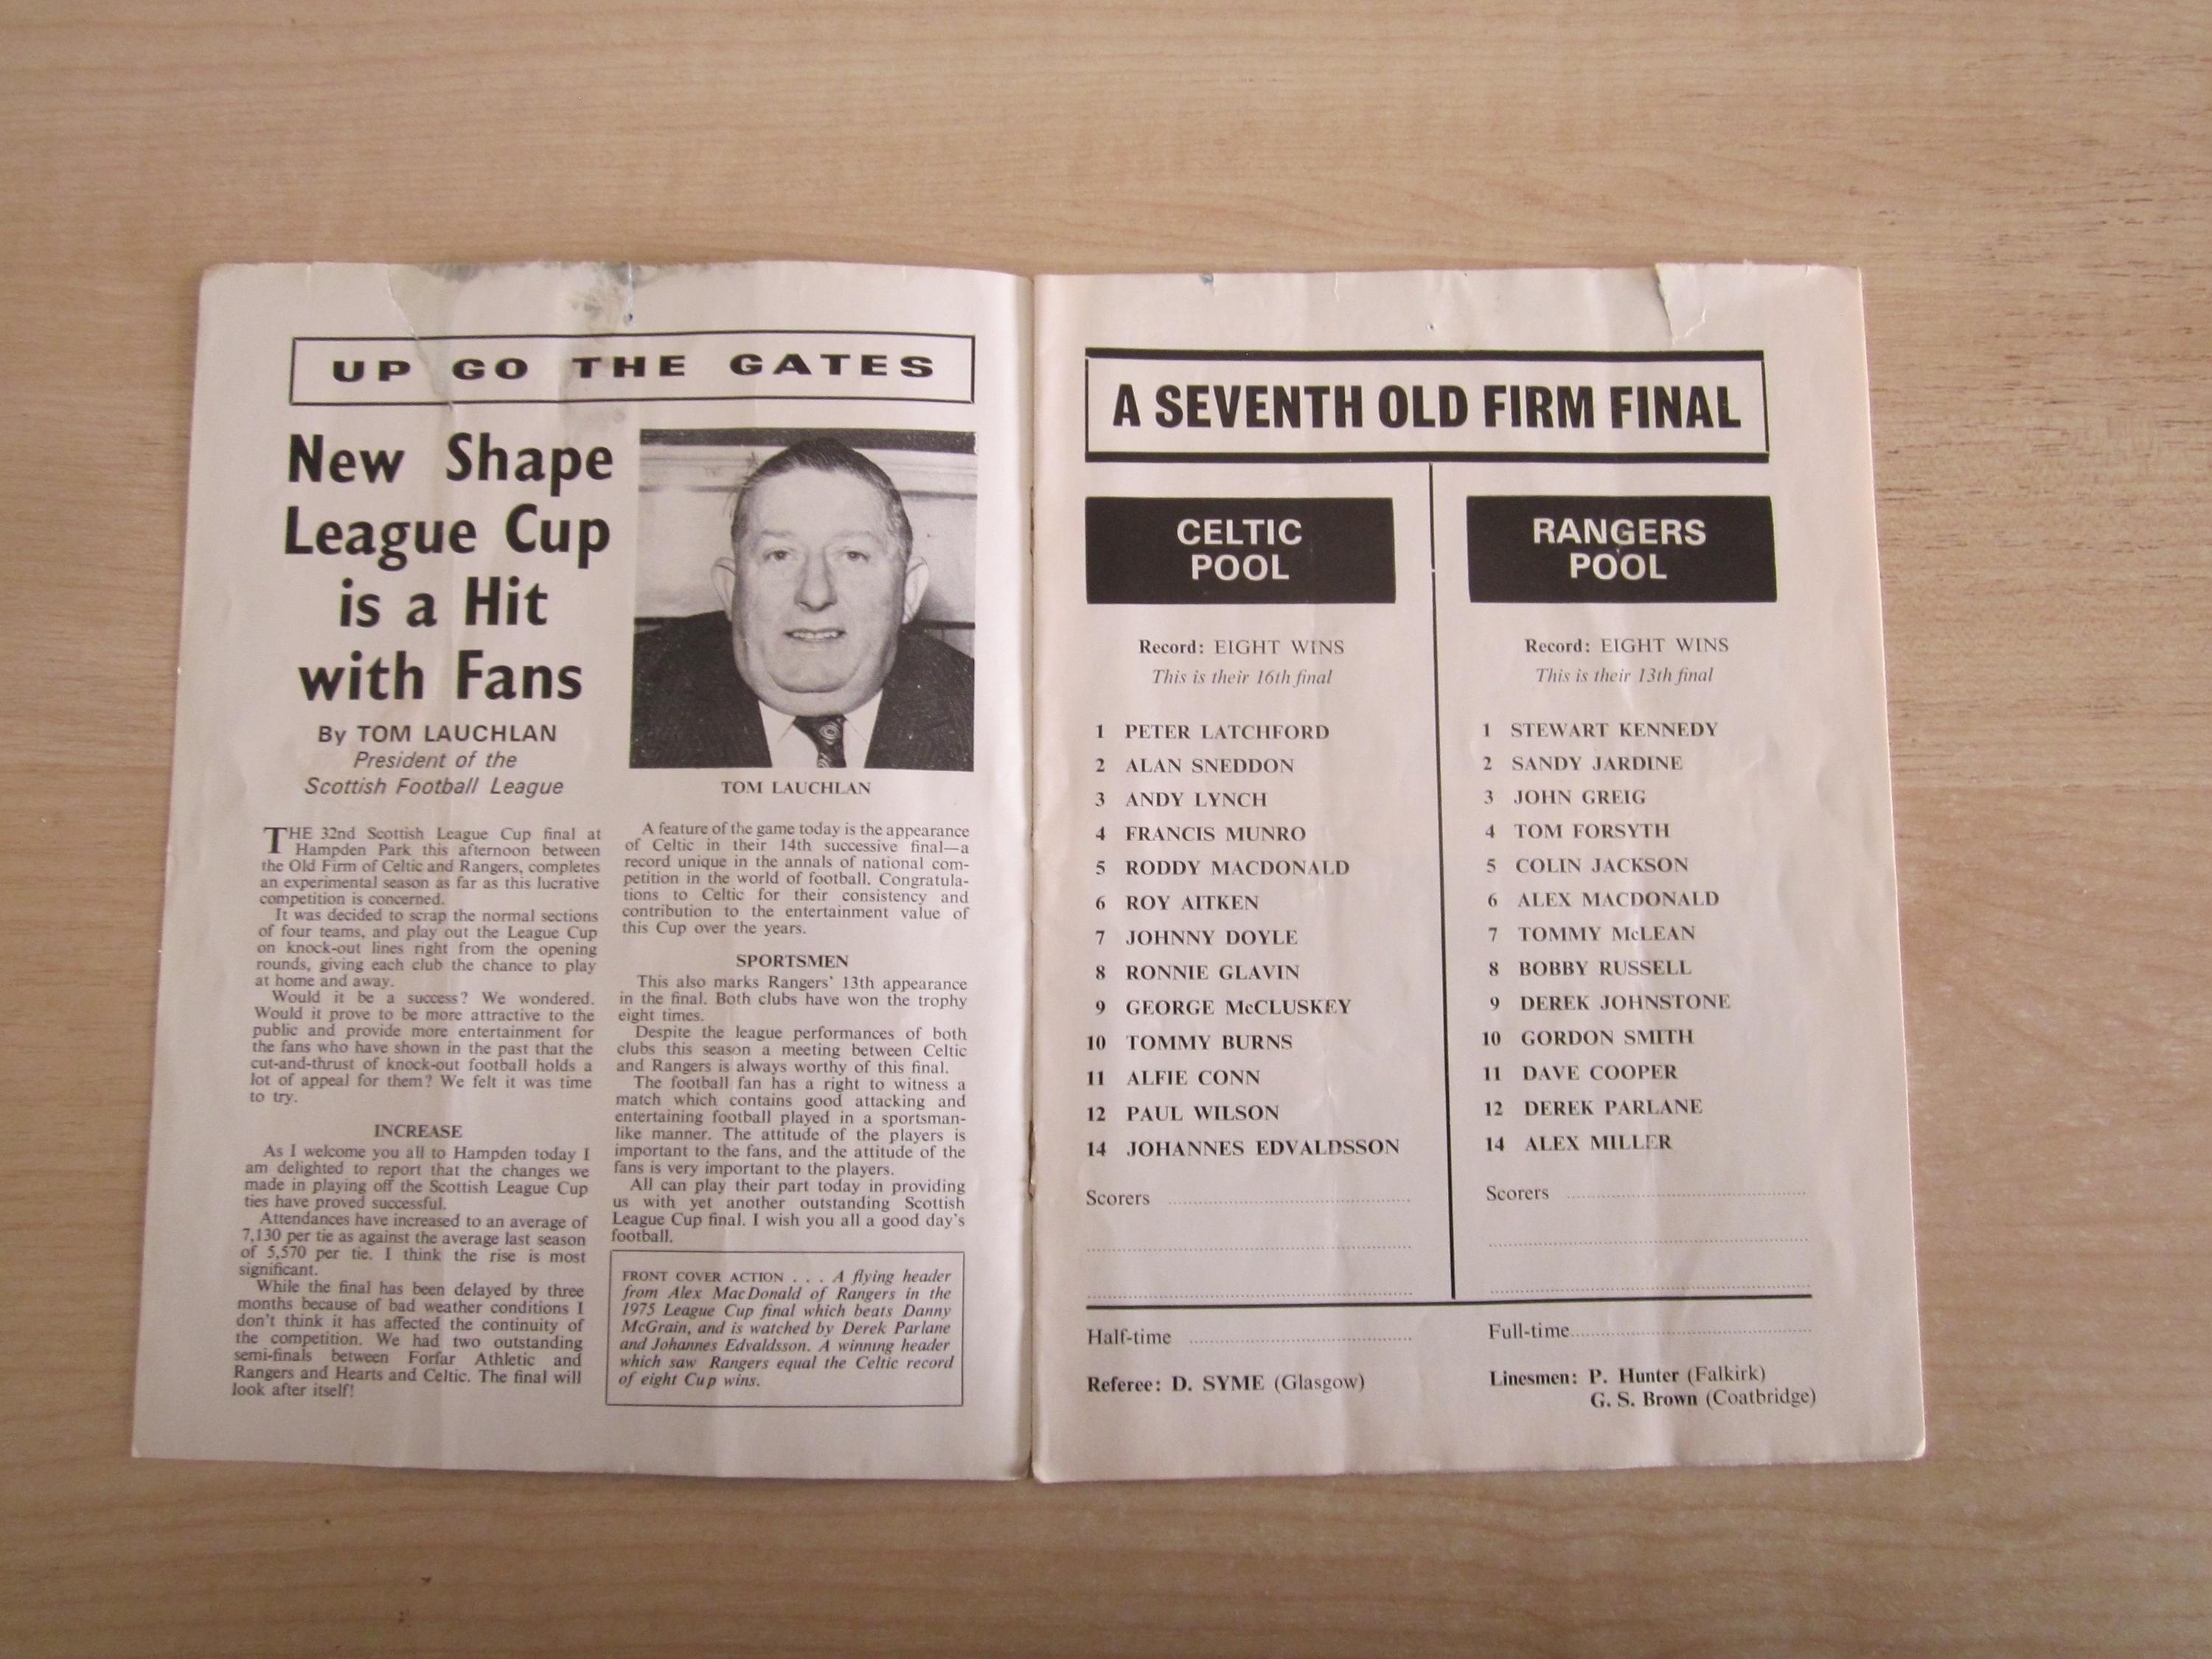 UP GO THE GATES
New Shape
League Cup
is a Hit
with Fans
By TOM LAUCHLAN
President of the
Scottish Football League
TOM LAUCHLAN
THE 32nd Scottish League Cup final at
Hampden Park this afternoon between
the Old Firm of Celtic and Rangers, completes
an experimental season as far as this lucrative
competition is concerned.
It was decided to scrap the normal sections
of four teams, and play out the League Cup
on knock-out lines right from the opening
rounds, giving each club the chance to play
at home and away.
Would it be a success? We wondered.
Would it prove to be more attractive to the
public and provide more entertainment for
the fans who have shown in the past that the
cut-and-thrust of knock-out football holds a
lot of appeal for them? We felt it was time
to try.
INCREASE
As I welcome you all to Hampden today I
am delighted to report that the changes we
made in playing off the Scottish League Cup
ties have proved successful.
Attendances have increased to an average of
7,130 per tie as against the average last season
of 5,570 per tie. I think the rise is most
significant.
While the final has been delayed by three
months because of bad weather conditions I
don't think it has affected the continuity of
the competition. We had two outstanding
semi-finals between Forfar Athletic and
Rangers and Hearts and Celtic. The final will
look after itself!
A feature of the game today is the appearance
of Celtic in their 14th successive final—a
record unique in the annals of national com-
petition in the world of football. Congratula-
tions to Celtic for their consistency and
contribution to the entertainment value of
this Cup over the years.
SPORTSMEN
This also marks Rangers' 13th appearance
in the final. Both clubs have won the trophy
eight times.
Despite the league performances of both
clubs this season a meeting between Celtic
and Rangers is always worthy of this final.
The football fan has a right to witness a
match which contains good attacking and
entertaining football played in a sportsman-
like manner. The attitude of the players is
important to the fans, and the attitude of the
fans is very important to the players.
All can play their part today in providing
us with yet another outstanding Scottish
League Cup final. I wish you all a good day's
football.
FRONT COVER ACTION . . . A flying header
from Alex MacDonald of Rangers in the
1975 League Cup final which beats Danny
McGrain, and is watched by Derek Parlane
and Johannes Edvaldsson. A winning header
which saw Rangers equal the Celtic record
of eight Cup wins.
A SEVENTH OLD FIRM FINAL
CELTIC
POOL
Record: EIGHT WINS
This is their 16th final
1 PETER LATCHFORD
2 ALAN SNEDDON
3 ANDY LYNCH
4 FRANCIS MUNRO
5 RODDY MACDONALD
6 ROY AITKEN
7 JOHNNY DOYLE
8 RONNIE GLAVIN
9 GEORGE McCLUSKEY
10 TOMMY BURNS
11 ALFIE CONN
12 PAUL WILSON
14 JOHANNES EDVALDSSON
Scorers
RANGERS
POOL
Record: EIGHT WINS
This is their 13th final
1 STEWART KENNEDY
2 SANDY JARDINE
3 JOHN GREIG
4 TOM FORSYTH
5 COLIN JACKSON
6 ALEX MACDONALD
7 TOMMY McLEAN
8 BOBBY RUSSELL
9 DEREK JOHNSTONE
10 GORDON SMITH
11 DAVE COOPER
12 DEREK PARLANE
14 ALEX MILLER
Scorers
Half-time
Full-time
Referee: D. SYME (Glasgow)
Linesmen: P. Hunter (Falkirk)
G. S. Brown (Coatbridge)